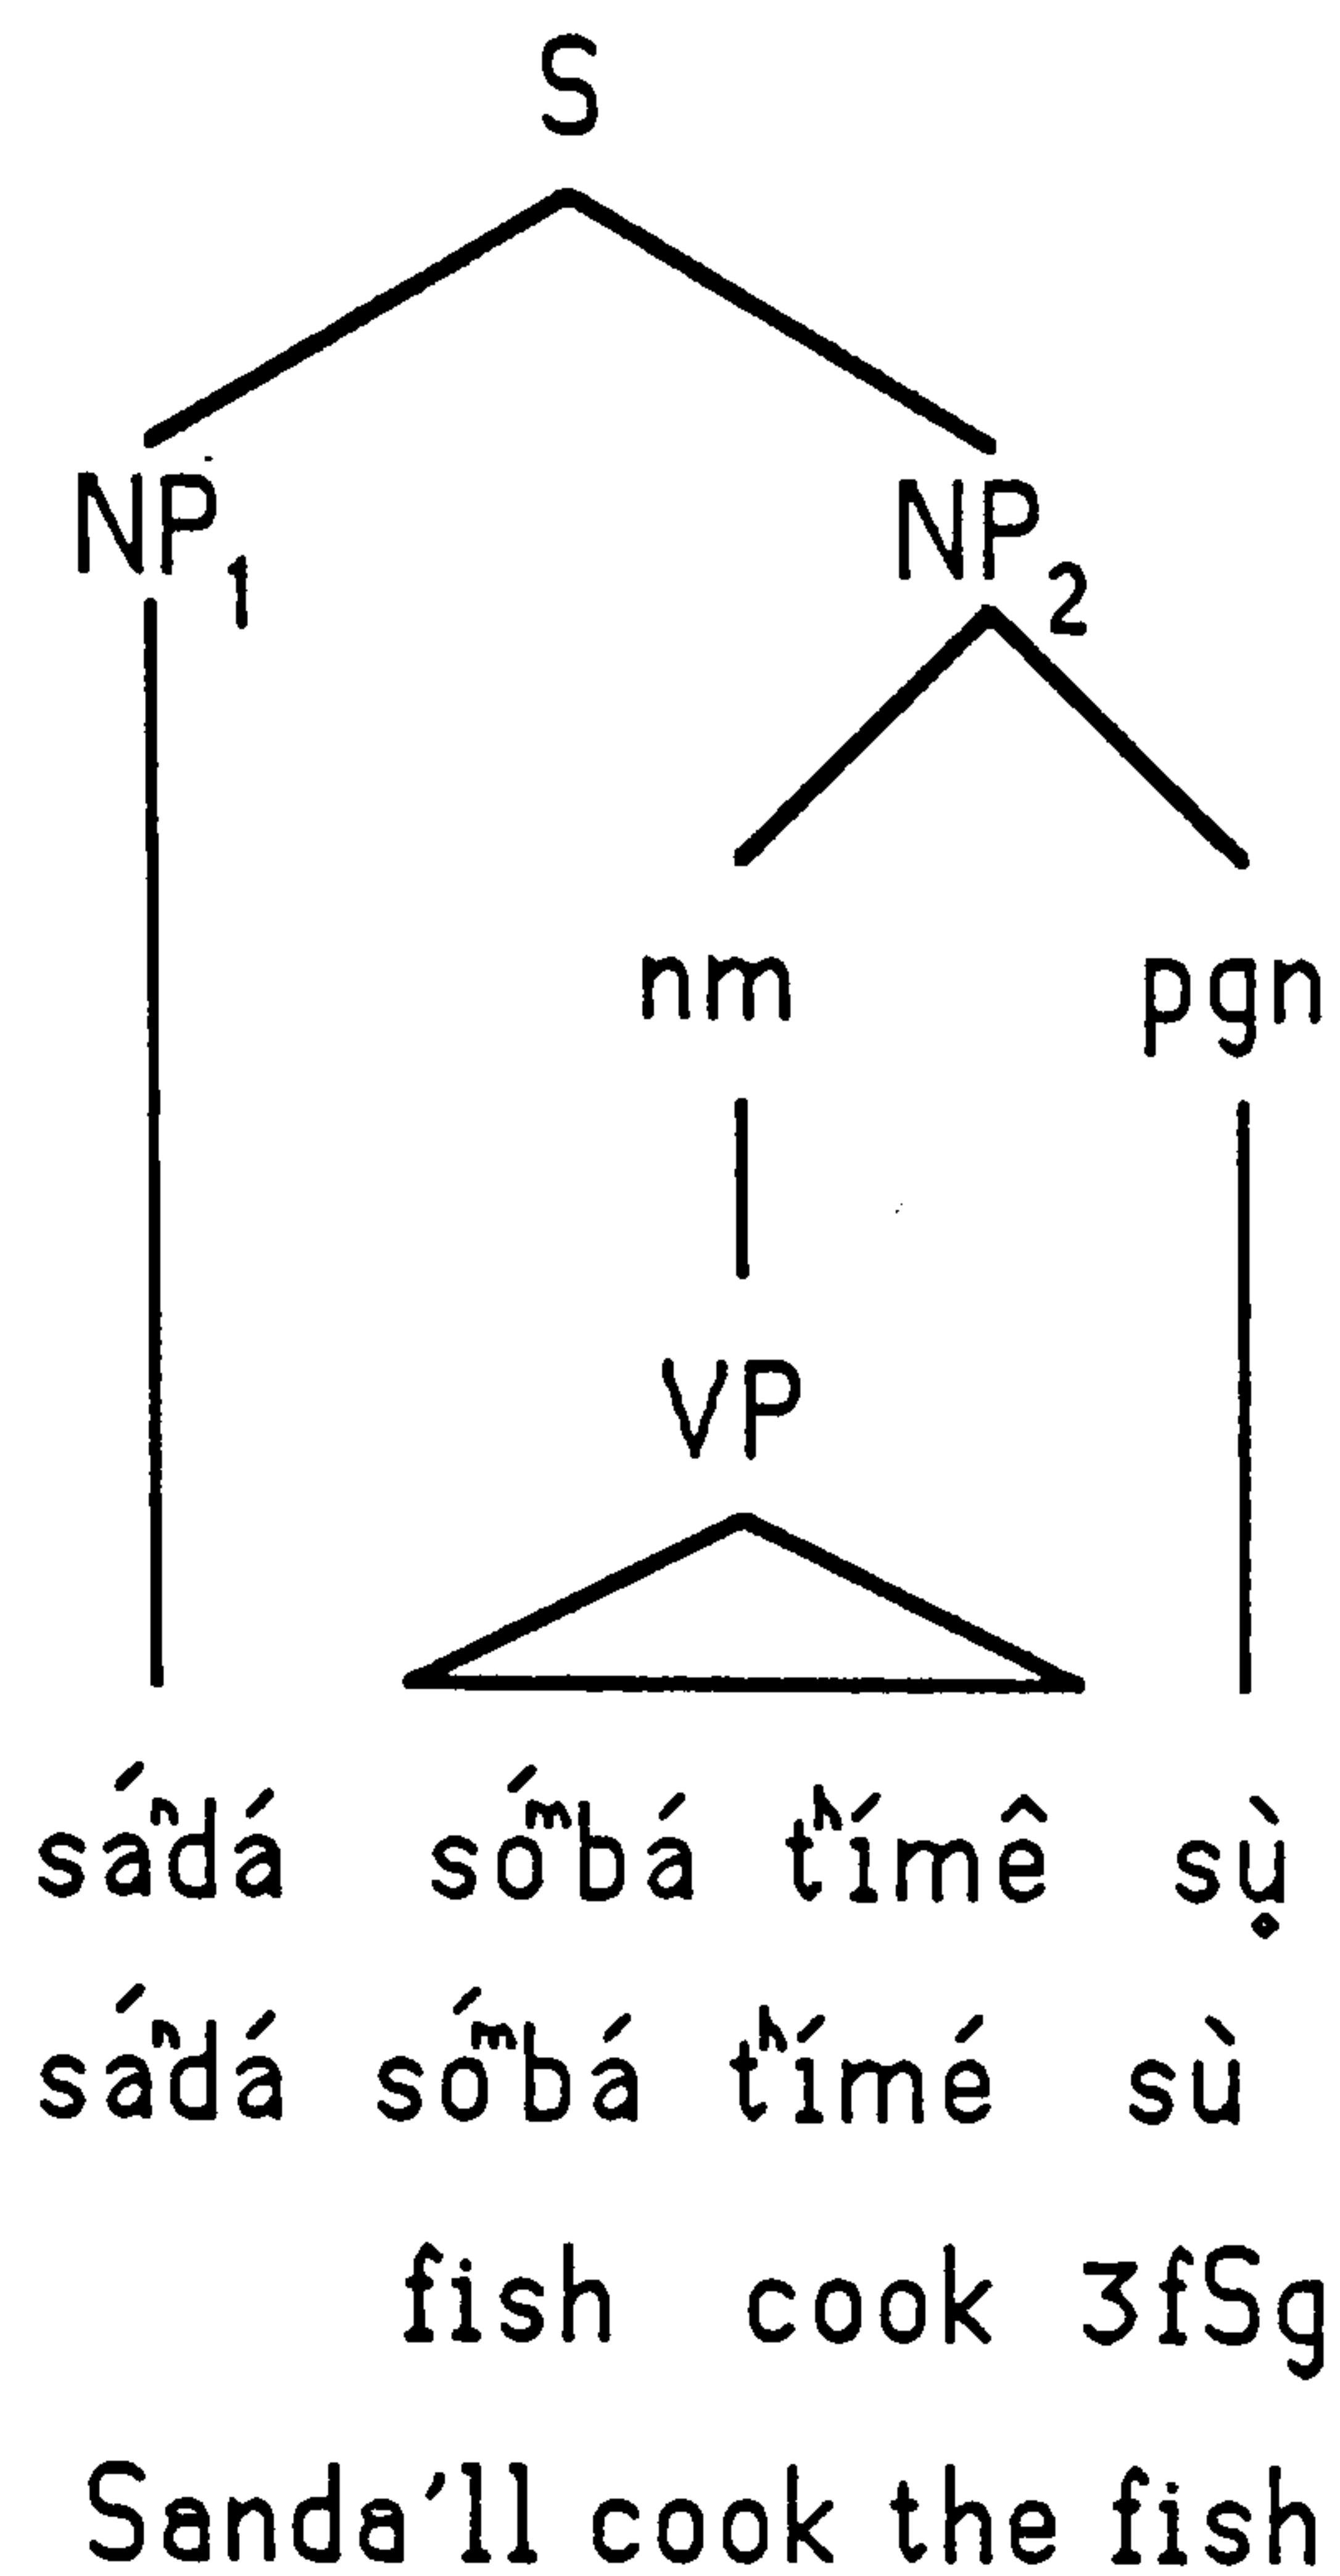 S
NP₁ NP₂
nm pgn
VP
sáⁿdá sóᵐbá tʰímê sụ̀
sáⁿdá sóᵐbá tʰímé sù
fish cook 3fSg
Sanda'll cook the fish